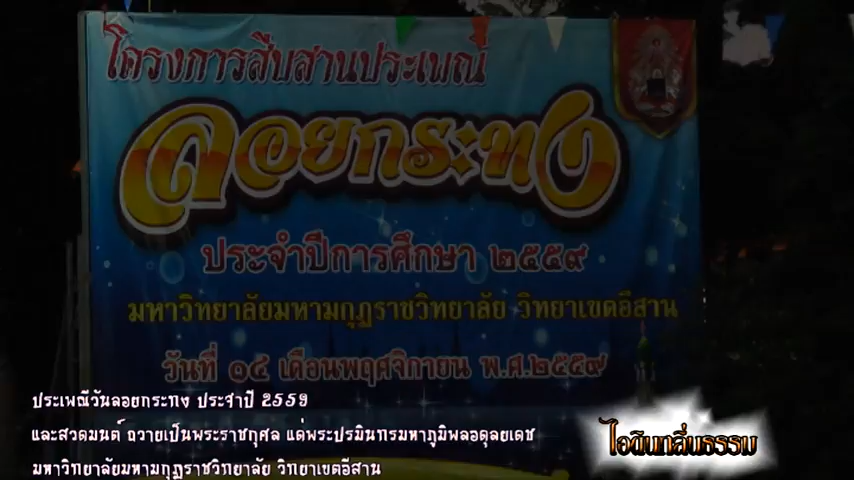 โครงการสืบสานประเพณี
ลอยกระทง
ประจำปีการศึกษา ๒๕๕๙
มหาวิทยาลัยมหามกุฏราชวิทยาลัย วิทยาเขตอีสาน
วันที่ ๑๔ เดือนพฤศจิกายน พ.ศ.๒๕๕๙
ประเพณีวันลอยกระทง ประจำปี 2559
และสวดมนต์ ถวายเป็นพระราชกุศล แด่พระปรมินทรมหาภูมิพลอดุลยเดช
มหาวิทยาลัยมหามกุฏราชวิทยาลัย วิทยาเขตอีสาน
ไอดินกลิ่นธรรม